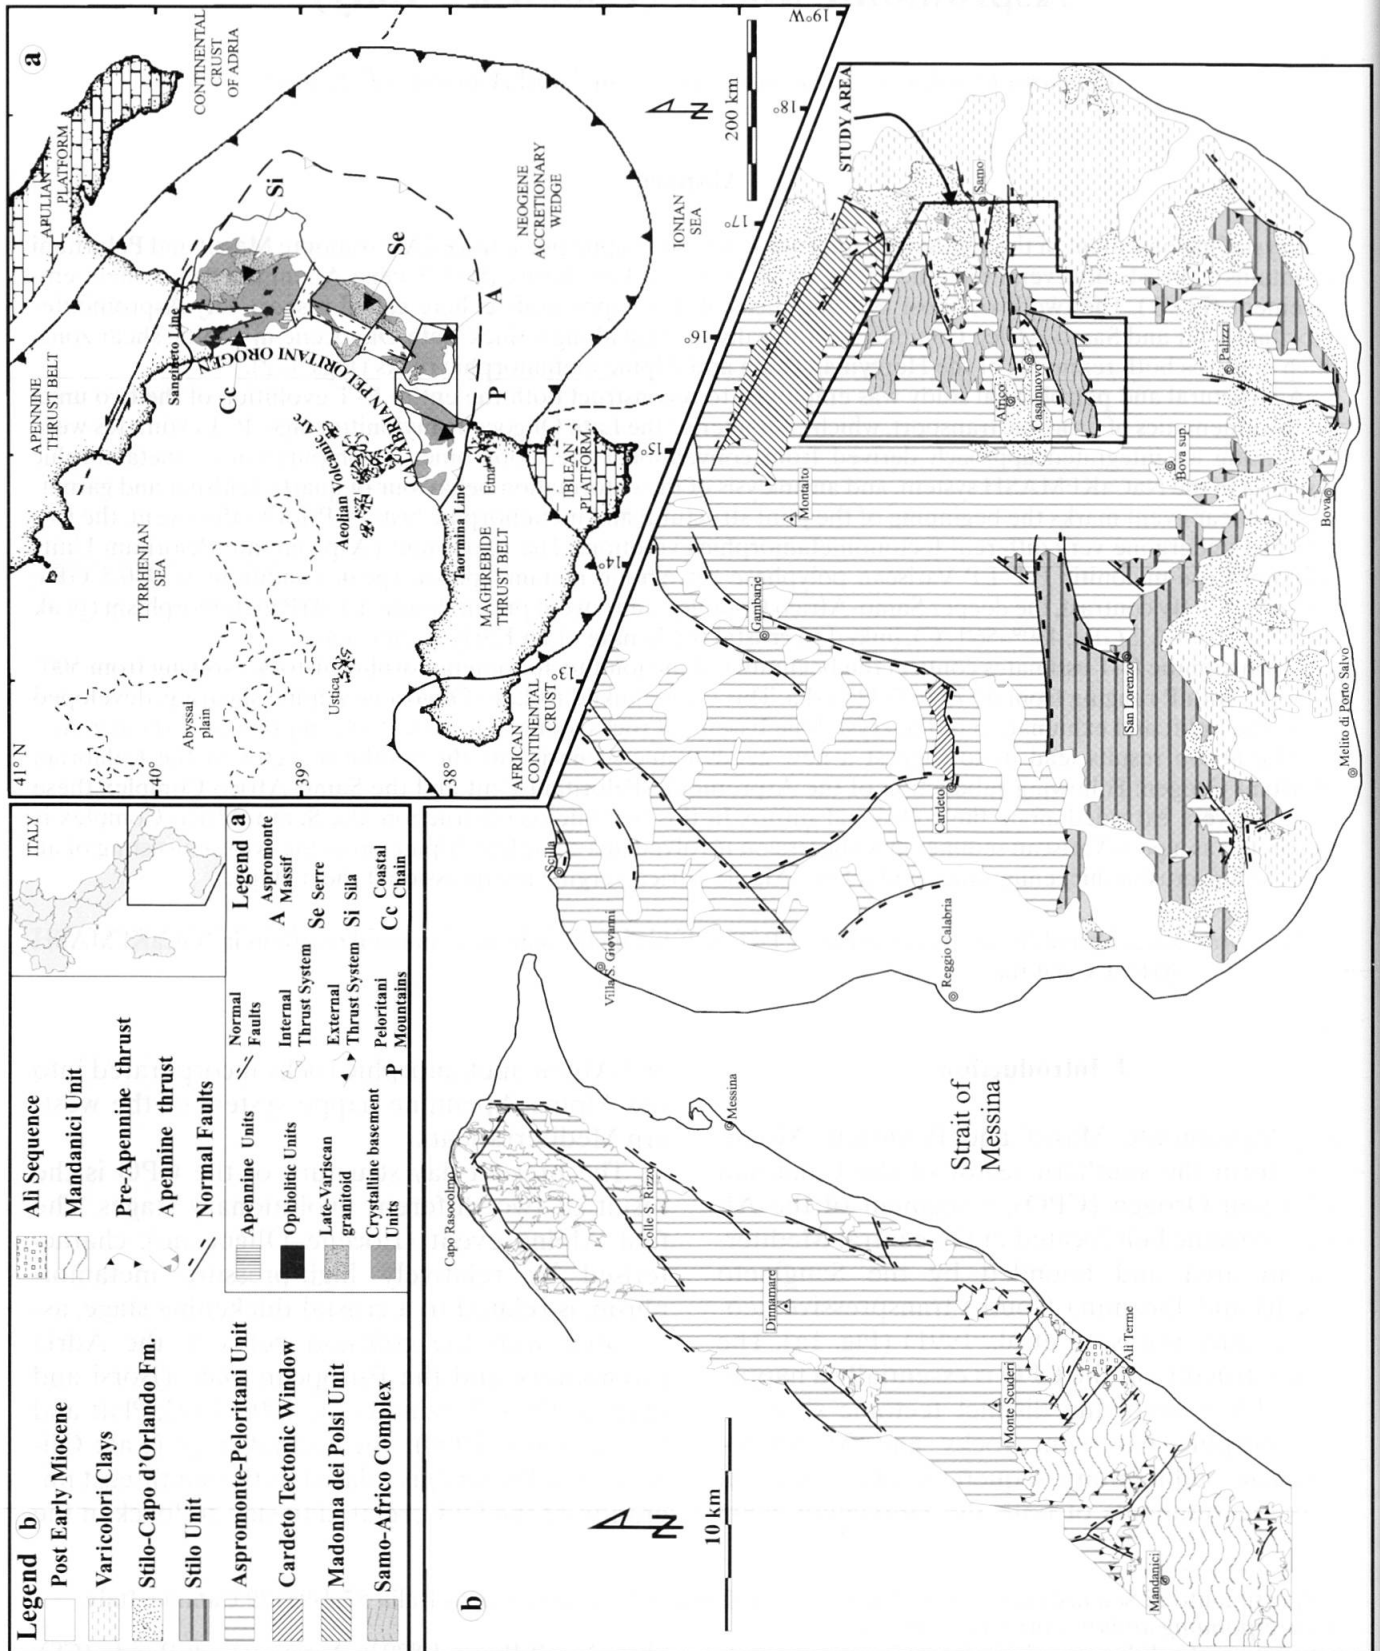 a
41° N
40°
39°
38°
13°
14°
15°
16°
17°
18°
19°W
TYRRHENIAN
SEA
Abyssal
plain
Ustica
APENNINE
THRUST BELT
APULIAN
PLATFORM
CONTINENTAL
CRUST
OF ADRIA
Sangineto Line
Cc
Si
Se
A
P
CALABRIAN PELORITANI OROGEN
Aeolian Volcanic Arc
Taormina Line
Etna
MAGHREBIDE
THRUST BELT
IBLEAN
PLATFORM
AFRICAN
CONTINENTAL
CRUST
NEOGENE
ACCRETIONARY
WEDGE
IONIAN
SEA
200 km
N
ITALY
Legend b
Post Early Miocene
Varicolori Clays
Stilo-Capo d'Orlando Fm.
Stilo Unit
Aspromonte-Peloritani Unit
Cardeto Tectonic Window
Madonna dei Polsi Unit
Samo-Africo Complex
Alì Sequence
Mandanici Unit
Pre-Apennine thrust
Apennine thrust
Normal Faults
Legend a
Apennine Units
Ophiolitic Units
Late-Variscan
granitoid
Crystalline basement
Units
Normal
Faults
Internal
Thrust System
External
Thrust System
P Peloritani
Mountains
A Aspromonte
Massif
Se Serre
Si Sila
Cc Coastal
Chain
b
N
10 km
Capo Rasocolmo
Colle S. Rizzo
Messina
Dinnamare
Monte Scuderi
Alì Terme
Mandanici
Strait of
Messina
STUDY AREA
Scilla
Villa S. Giovanni
Reggio Calabria
Cardeto
Gambarie
Montalto
San Lorenzo
Melito di Porto Salvo
Bova
Bova sup.
Palizzi
Africo
Casalnuovo
Samo